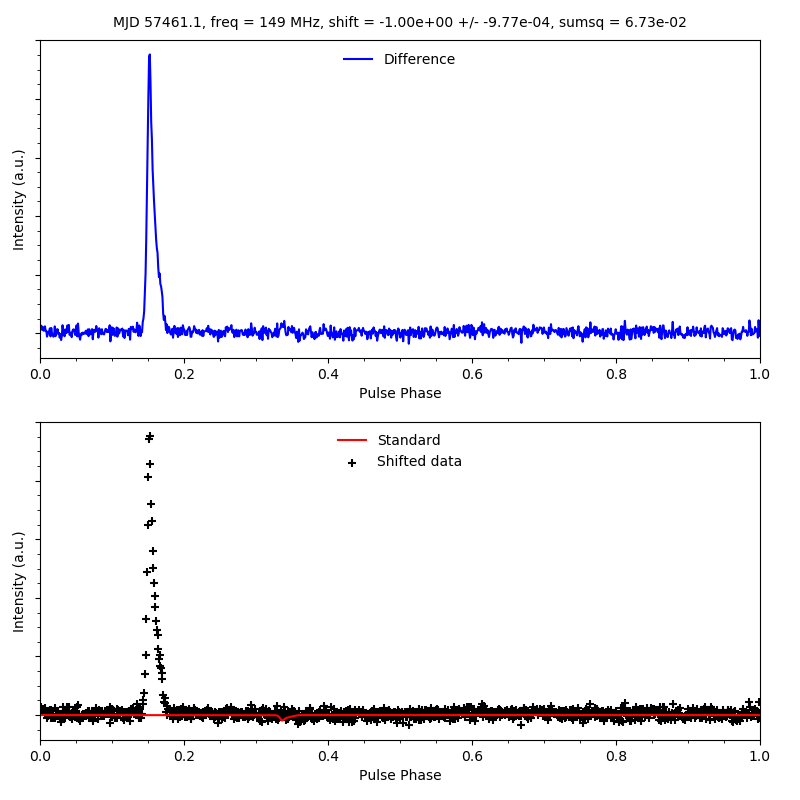 MJD 57461.1, freq = 149 MHz, shift = -1.00e+00 +/- -9.77e-04, sumsq = 6.73e-02
Difference
Intensity (a.u.)
0.0 0.2 0.4 0.6 0.8 1.0
Pulse Phase
Standard
Shifted data
Intensity (a.u.)
0.0 0.2 0.4 0.6 0.8 1.0
Pulse Phase